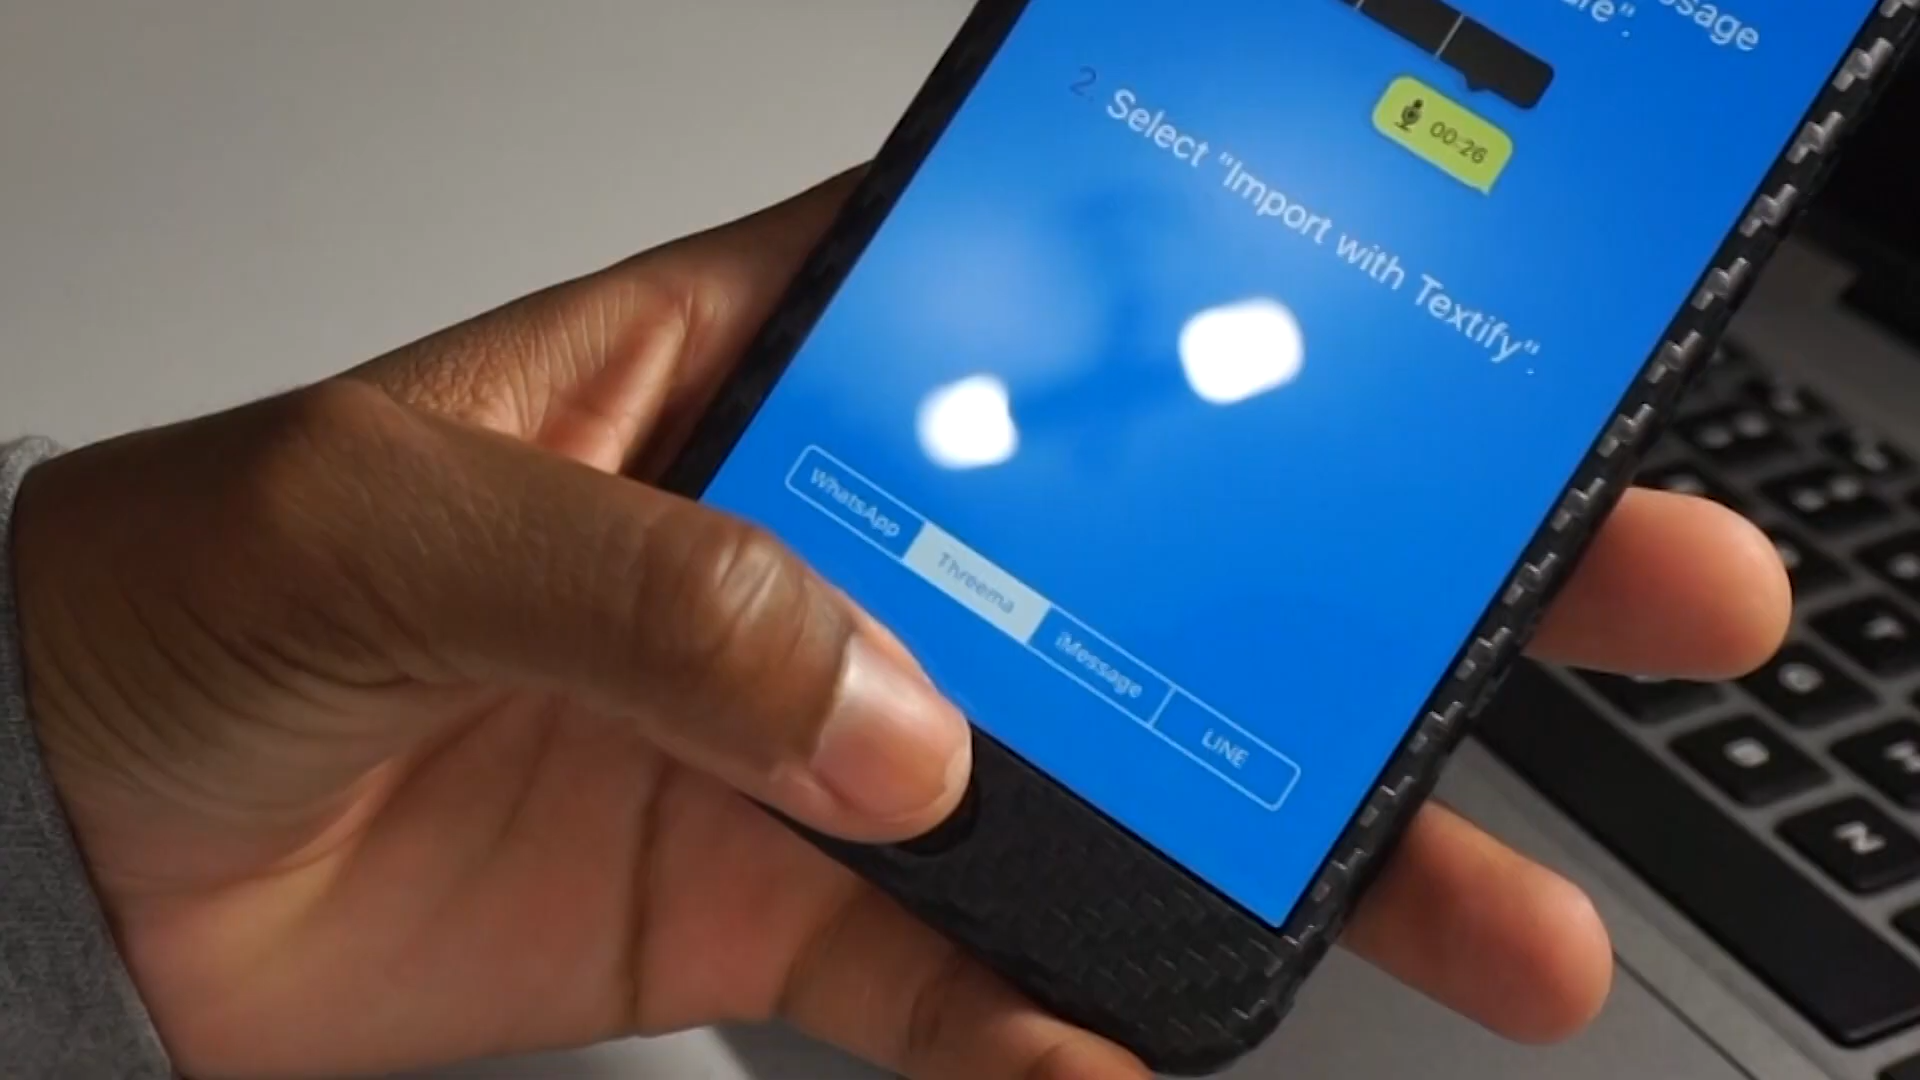 00:26
2. Select "Import with Textify".
WhatsApp
Threema
iMessage
LINE
T
G
B
N